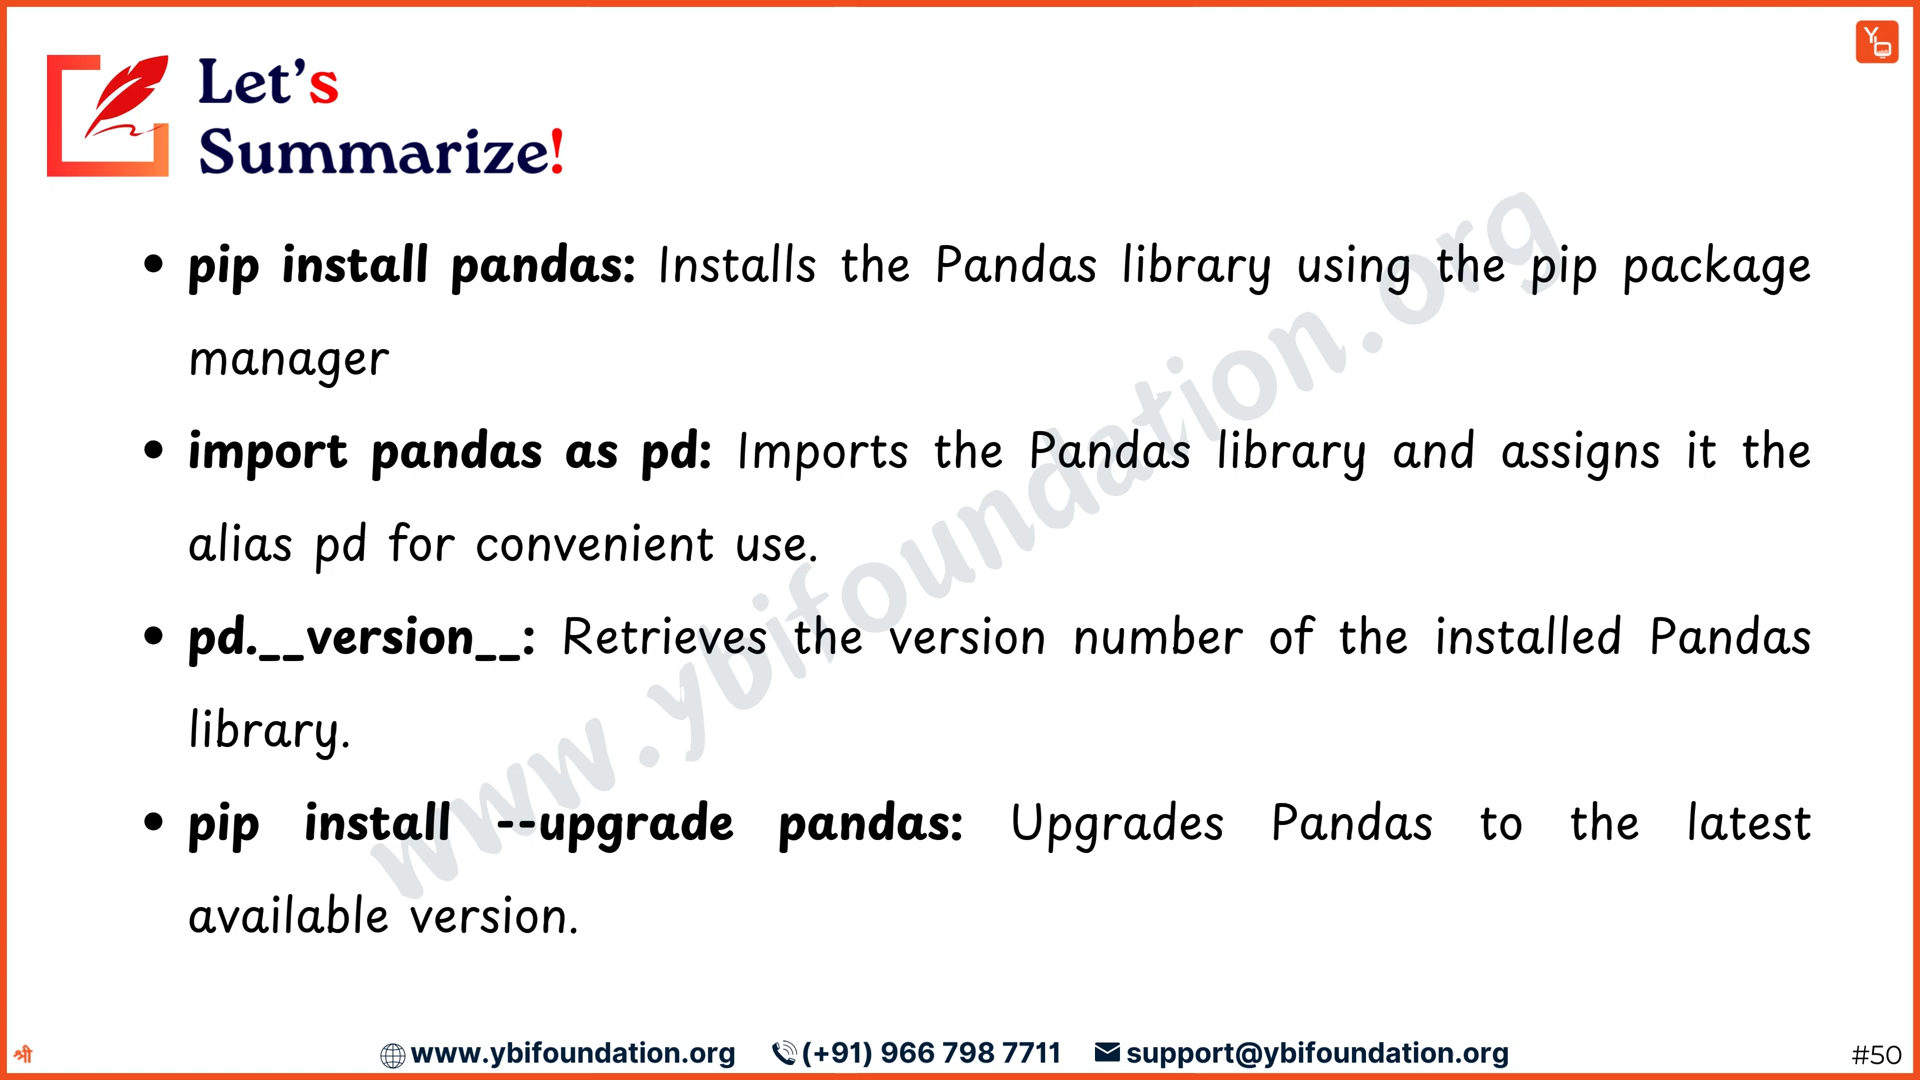 Let's
Summarize!
• pip install pandas: Installs the Pandas library using the pip package
manager
• import pandas as pd: Imports the Pandas library and assigns it the
alias pd for convenient use.
• pd.__version__: Retrieves the version number of the installed Pandas
library.
• pip install --upgrade pandas: Upgrades Pandas to the latest
available version.
www.ybifoundation.org
श्री
www.ybifoundation.org (+91) 966 798 7711 support@ybifoundation.org
#50